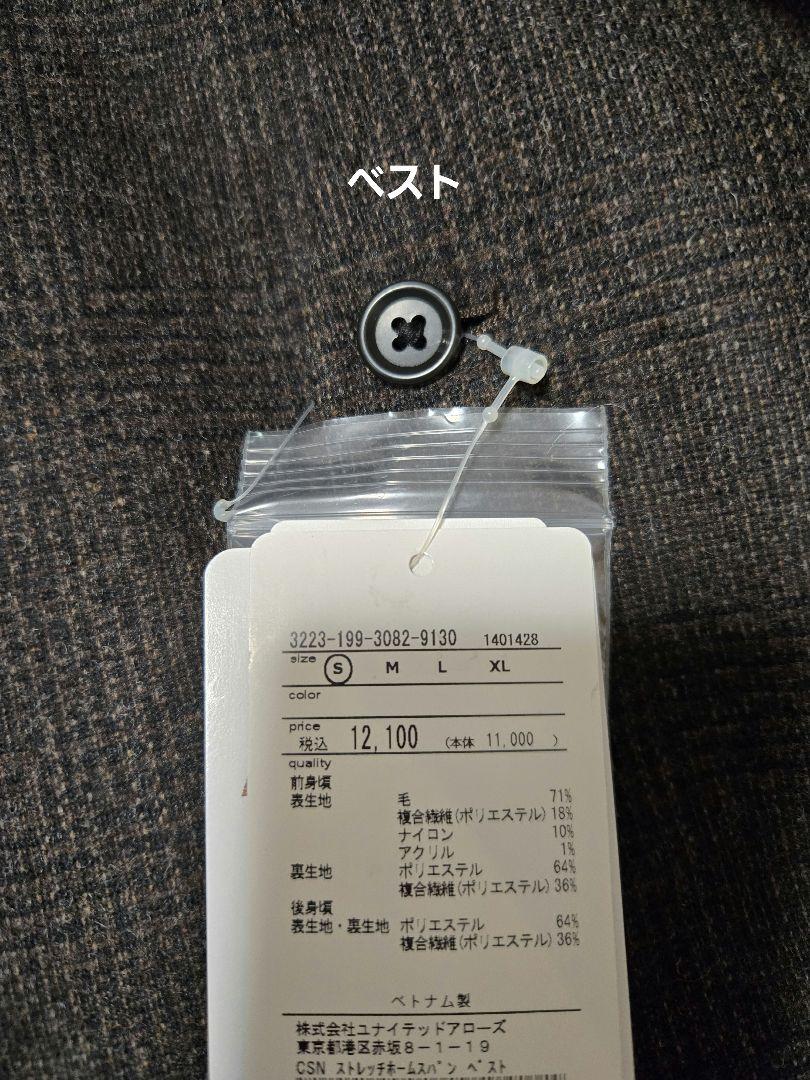 ベスト
3223-199-3082-9130 1401428
size S M L XL
color
price
税込 12,100 (本体 11,000 )
quality
前身頃
表生地 毛 71%
複合繊維(ポリエステル) 18%
ナイロン 10%
アクリル 1%
裏生地 ポリエステル 64%
複合繊維(ポリエステル) 36%
後身頃
表生地・裏生地 ポリエステル 64%
複合繊維(ポリエステル) 36%
ベトナム製
株式会社ユナイテッドアローズ
東京都港区赤坂8-1-19
CSN ストレッチホームスパン ベスト